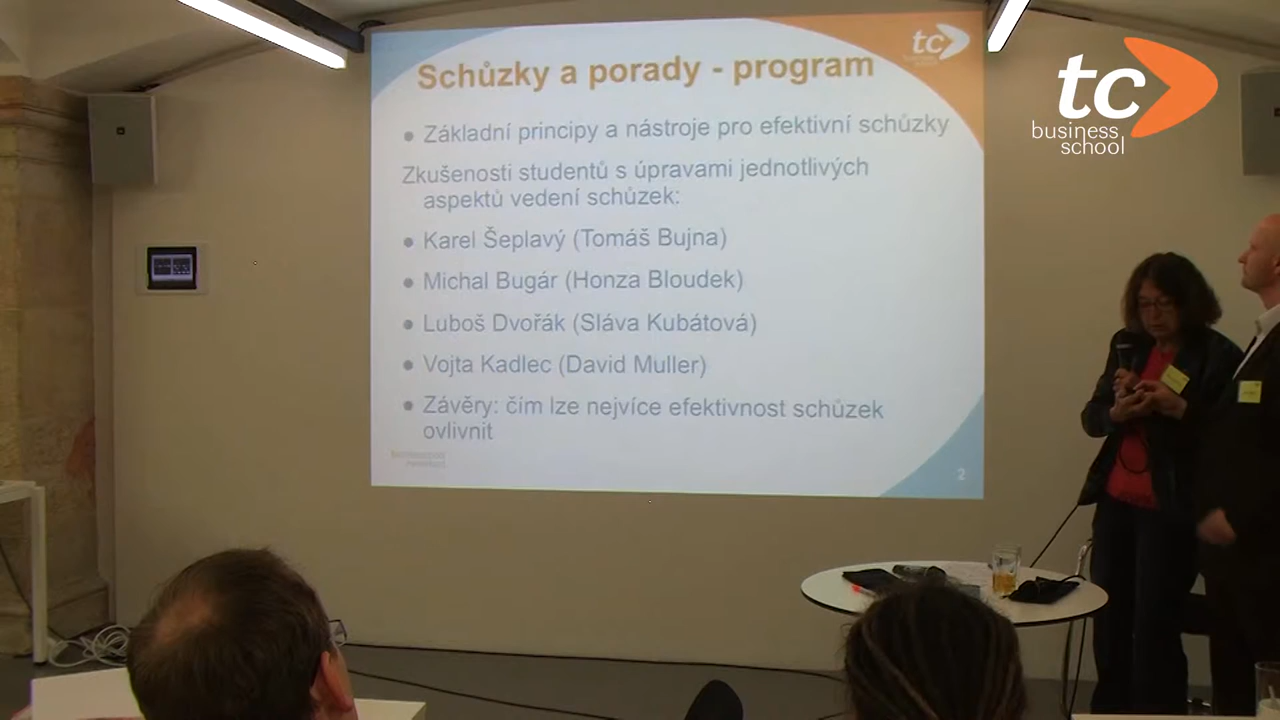 Schůzky a porady - program
tc
• Základní principy a nástroje pro efektivní schůzky
Zkušenosti studentů s úpravami jednotlivých
aspektů vedení schůzek:
• Karel Šeplavý (Tomáš Bujna)
• Michal Bugár (Honza Bloudek)
• Luboš Dvořák (Sláva Kubátová)
• Vojta Kadlec (David Muller)
• Závěry: čím lze nejvíce efektivnost schůzek
ovlivnit
2
tc
business
school